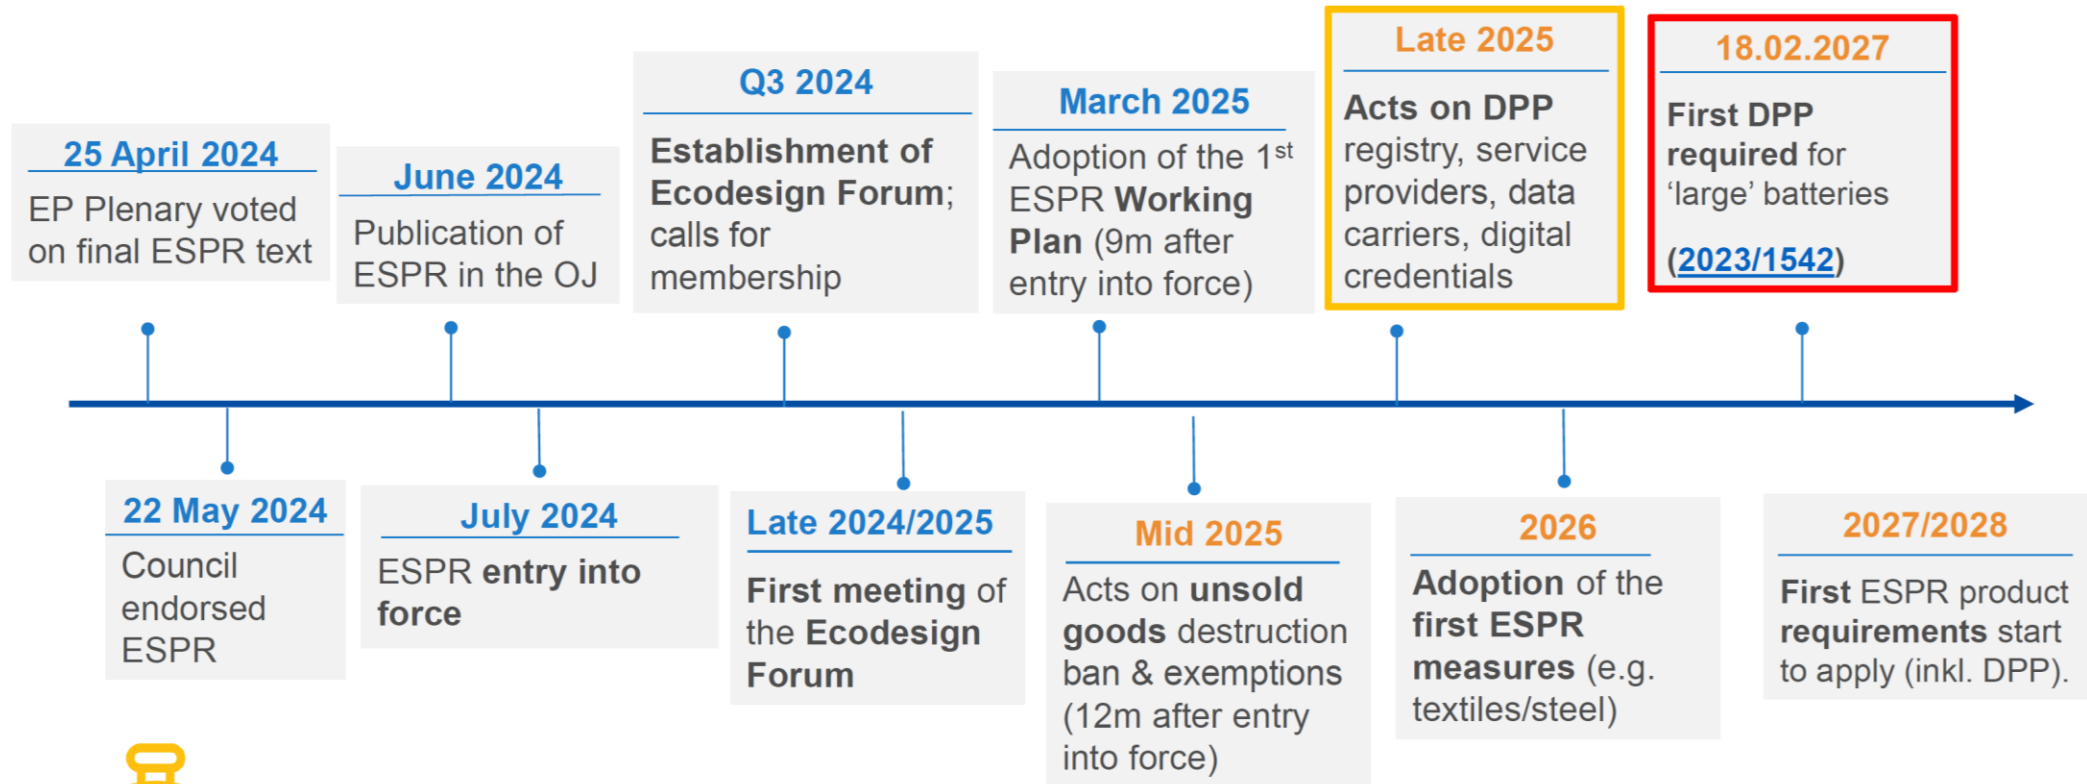 25 April 2024
EP Plenary voted
on final ESPR text
June 2024
Publication of
ESPR in the OJ
Q3 2024
Establishment of
Ecodesign Forum;
calls for
membership
March 2025
Adoption of the 1st
ESPR Working
Plan (9m after
entry into force)
Late 2025
Acts on DPP
registry, service
providers, data
carriers, digital
credentials
18.02.2027
First DPP
required for
‘large’ batteries
(2023/1542)
22 May 2024
Council
endorsed
ESPR
July 2024
ESPR entry into
force
Late 2024/2025
First meeting of
the Ecodesign
Forum
Mid 2025
Acts on unsold
goods destruction
ban & exemptions
(12m after entry
into force)
2026
Adoption of the
first ESPR
measures (e.g.
textiles/steel)
2027/2028
First ESPR product
requirements start
to apply (inkl. DPP).